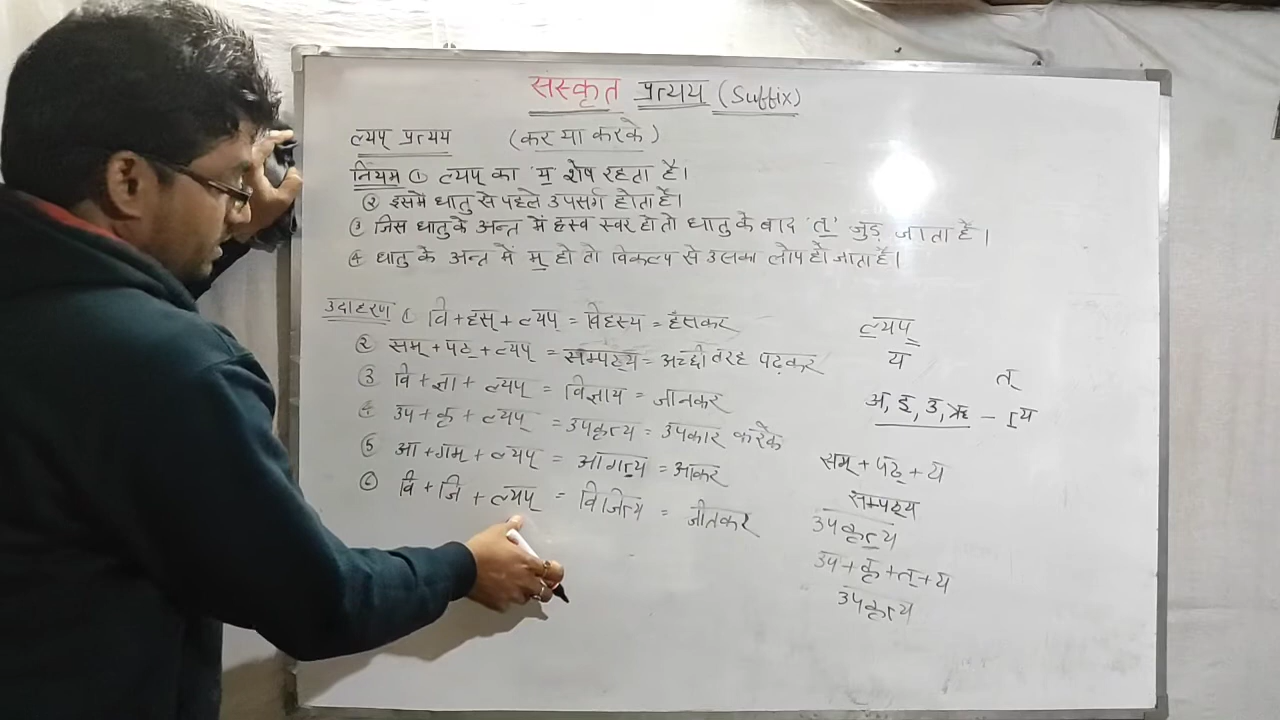 संस्कृत प्रत्यय (Suffix)
ल्यप् प्रत्यय (कर या करके)
नियम ① ल्यप् का 'य' शेष रहता है।
② इसमें धातु से पहले उपसर्ग होता है।
③ जिस धातु के अन्त में ह्रस्व स्वर हो तो धातु के बाद 'त्' जुड़ जाता है।
④ धातु के अन्त में म् हो तो विकल्प से उसका लोप हो जाता है।
उदाहरण ① वि+हस्+ल्यप् = विहस्य = हँसकर
② सम्+पठ्+ल्यप् = सम्पठ्य = अच्छी तरह पढ़कर
③ वि+ज्ञा+ल्यप् = विज्ञाय = जानकर
④ उप+कृ+ल्यप् = उपकृत्य = उपकार करके
⑤ आ+गम्+ल्यप् = आगत्य = आकर
⑥ वि+जि+ल्यप् = विजित्य = जीतकर
ल्यप्
य
त्
अ, इ, उ, ऋ - त्य
सम्+पठ्+य
सम्पठ्य
उपकृत्य
उप+कृ+त्+य
उपकृत्य